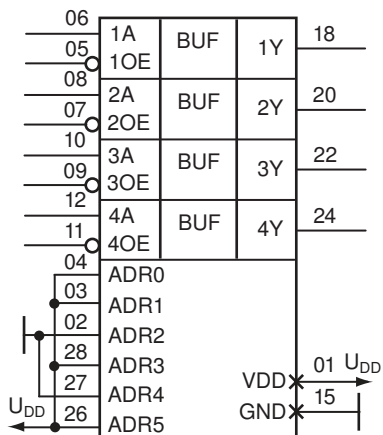 06 1A BUF 1Y 18
05 1OE
08 2A BUF 2Y 20
07 2OE
10 3A BUF 3Y 22
09 3OE
12 4A BUF 4Y 24
11 4OE
04 ADR0
03 ADR1
02 ADR2
28 ADR3
27 ADR4 VDD 01 UDD
UDD 26 ADR5 GND 15